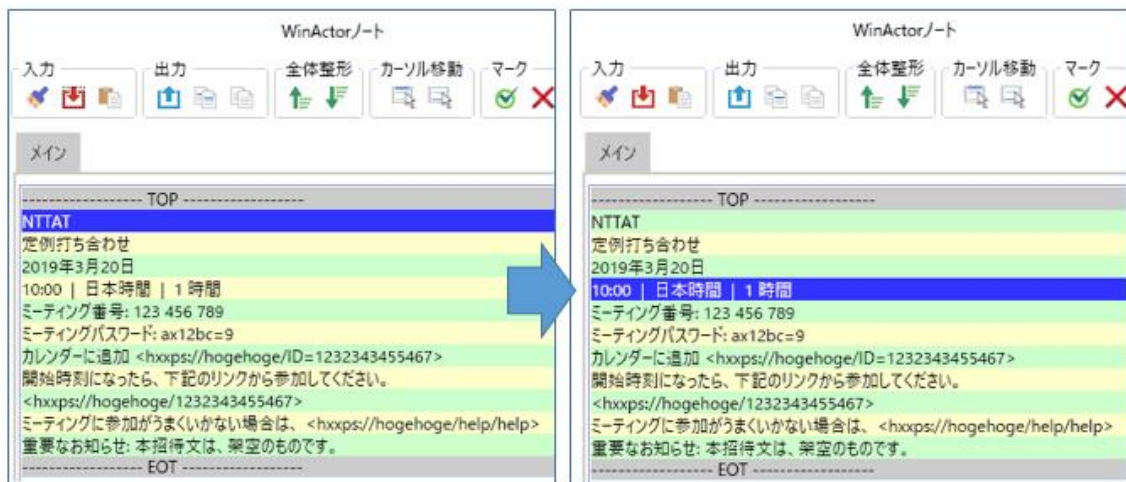 WinActorノート
入力
出力
全体整形
カーソル移動
マーク
メイン
------------------ TOP ------------------
NTTAT
定例打ち合わせ
2019年3月20日
10:00 | 日本時間 | 1 時間
ミーティング番号: 123 456 789
ミーティングパスワード: ax12bc=9
カレンダーに追加 <hxxps://hogehoge/ID=1232343455467>
開始時刻になったら、下記のリンクから参加してください。
<hxxps://hogehoge/1232343455467>
ミーティングに参加がうまくいかない場合は、<hxxps://hogehoge/help/help>
重要なお知らせ: 本招待文は、架空のものです。
------------------ EOT ------------------
WinActorノート
入力
出力
全体整形
カーソル移動
マーク
メイン
------------------ TOP ------------------
NTTAT
定例打ち合わせ
2019年3月20日
10:00 | 日本時間 | 1 時間
ミーティング番号: 123 456 789
ミーティングパスワード: ax12bc=9
カレンダーに追加 <hxxps://hogehoge/ID=1232343455467>
開始時刻になったら、下記のリンクから参加してください。
<hxxps://hogehoge/1232343455467>
ミーティングに参加がうまくいかない場合は、<hxxps://hogehoge/help/help>
重要なお知らせ: 本招待文は、架空のものです。
------------------ EOT ------------------